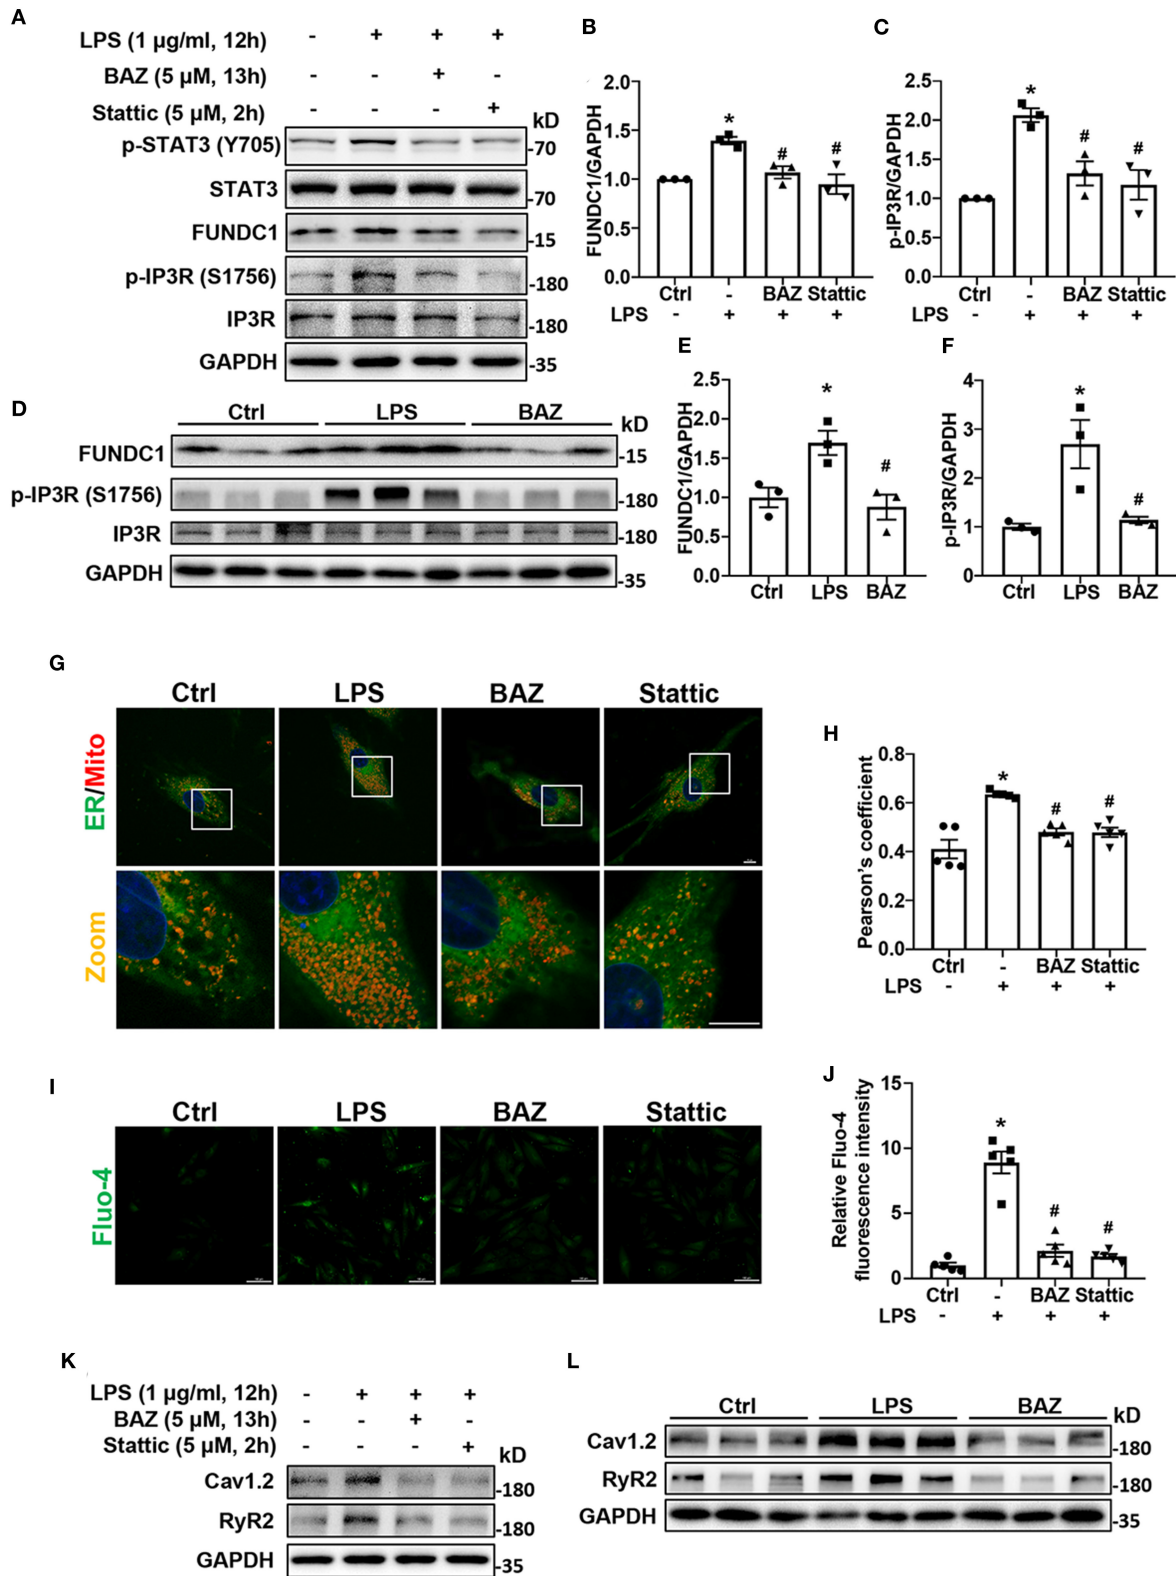 A
LPS (1 µg/ml, 12h) - + + +
BAZ (5 µM, 13h) - - + -
Stattic (5 µM, 2h) - - - +
kD
p-STAT3 (Y705) -70
STAT3 -70
FUNDC1 -15
p-IP3R (S1756) -180
IP3R -180
GAPDH -35
B
FUNDC1/GAPDH
2.0
1.5
1.0
0.5
0.0
* # #
Ctrl - BAZ Stattic
LPS - + + +
C
p-IP3R/GAPDH
2.5
2.0
1.5
1.0
0.5
0.0
* # #
Ctrl - BAZ Stattic
LPS - + + +
D
Ctrl LPS BAZ kD
FUNDC1 -15
p-IP3R (S1756) -180
IP3R -180
GAPDH -35
E
FUNDC1/GAPDH
2.5
2.0
1.5
1.0
0.5
0.0
* #
Ctrl LPS BAZ
F
p-IP3R/GAPDH
4
3
2
1
0
* #
Ctrl LPS BAZ
G
Ctrl LPS BAZ Stattic
ER/Mito
Zoom
H
Pearson's coefficient
0.8
0.6
0.4
0.2
0.0
* # #
Ctrl - BAZ Stattic
LPS - + + +
I
Ctrl LPS BAZ Stattic
Fluo-4
J
Relative Fluo-4
fluorescence intensity
15
10
5
0
* # #
Ctrl - BAZ Stattic
LPS - + + +
K
LPS (1 µg/ml, 12h) - + + +
BAZ (5 µM, 13h) - - + -
Stattic (5 µM, 2h) - - - +
kD
Cav1.2 -180
RyR2 -180
GAPDH -35
L
Ctrl LPS BAZ kD
Cav1.2 -180
RyR2 -180
GAPDH -35